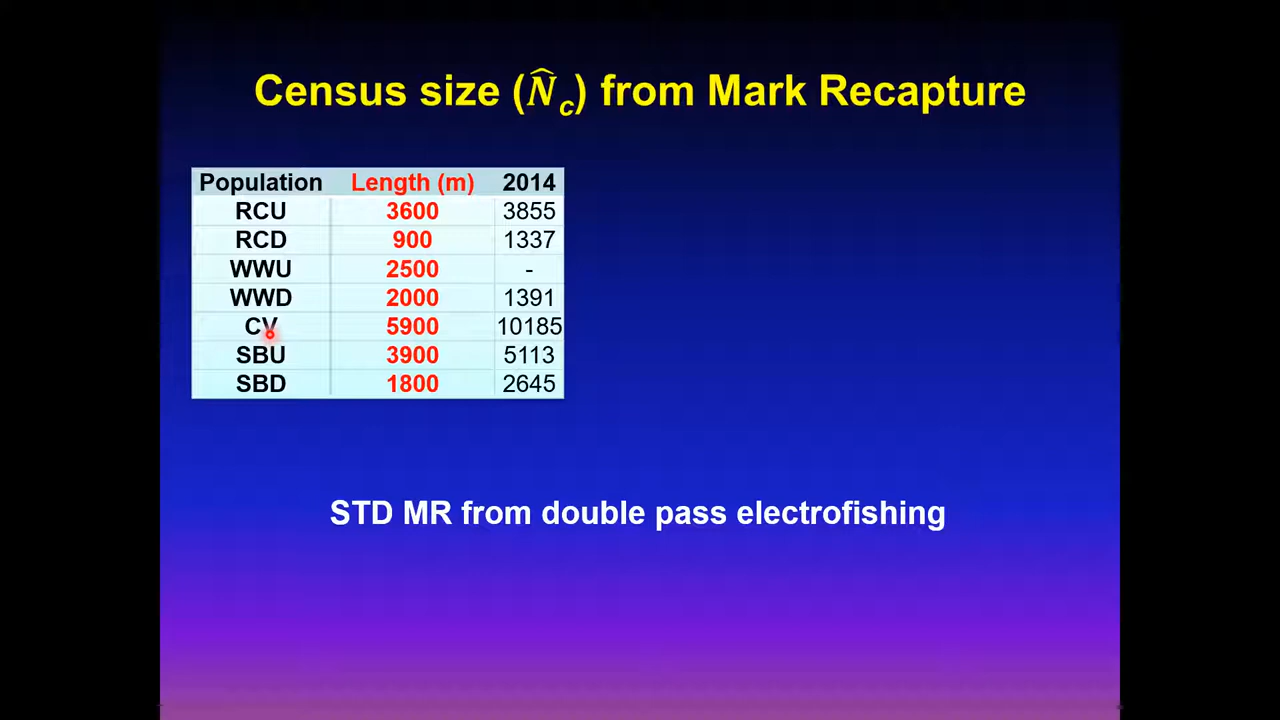 Census size (N̂c) from Mark Recapture
Population Length (m) 2014
RCU 3600 3855
RCD 900 1337
WWU 2500 -
WWD 2000 1391
CV 5900 10185
SBU 3900 5113
SBD 1800 2645
STD MR from double pass electrofishing